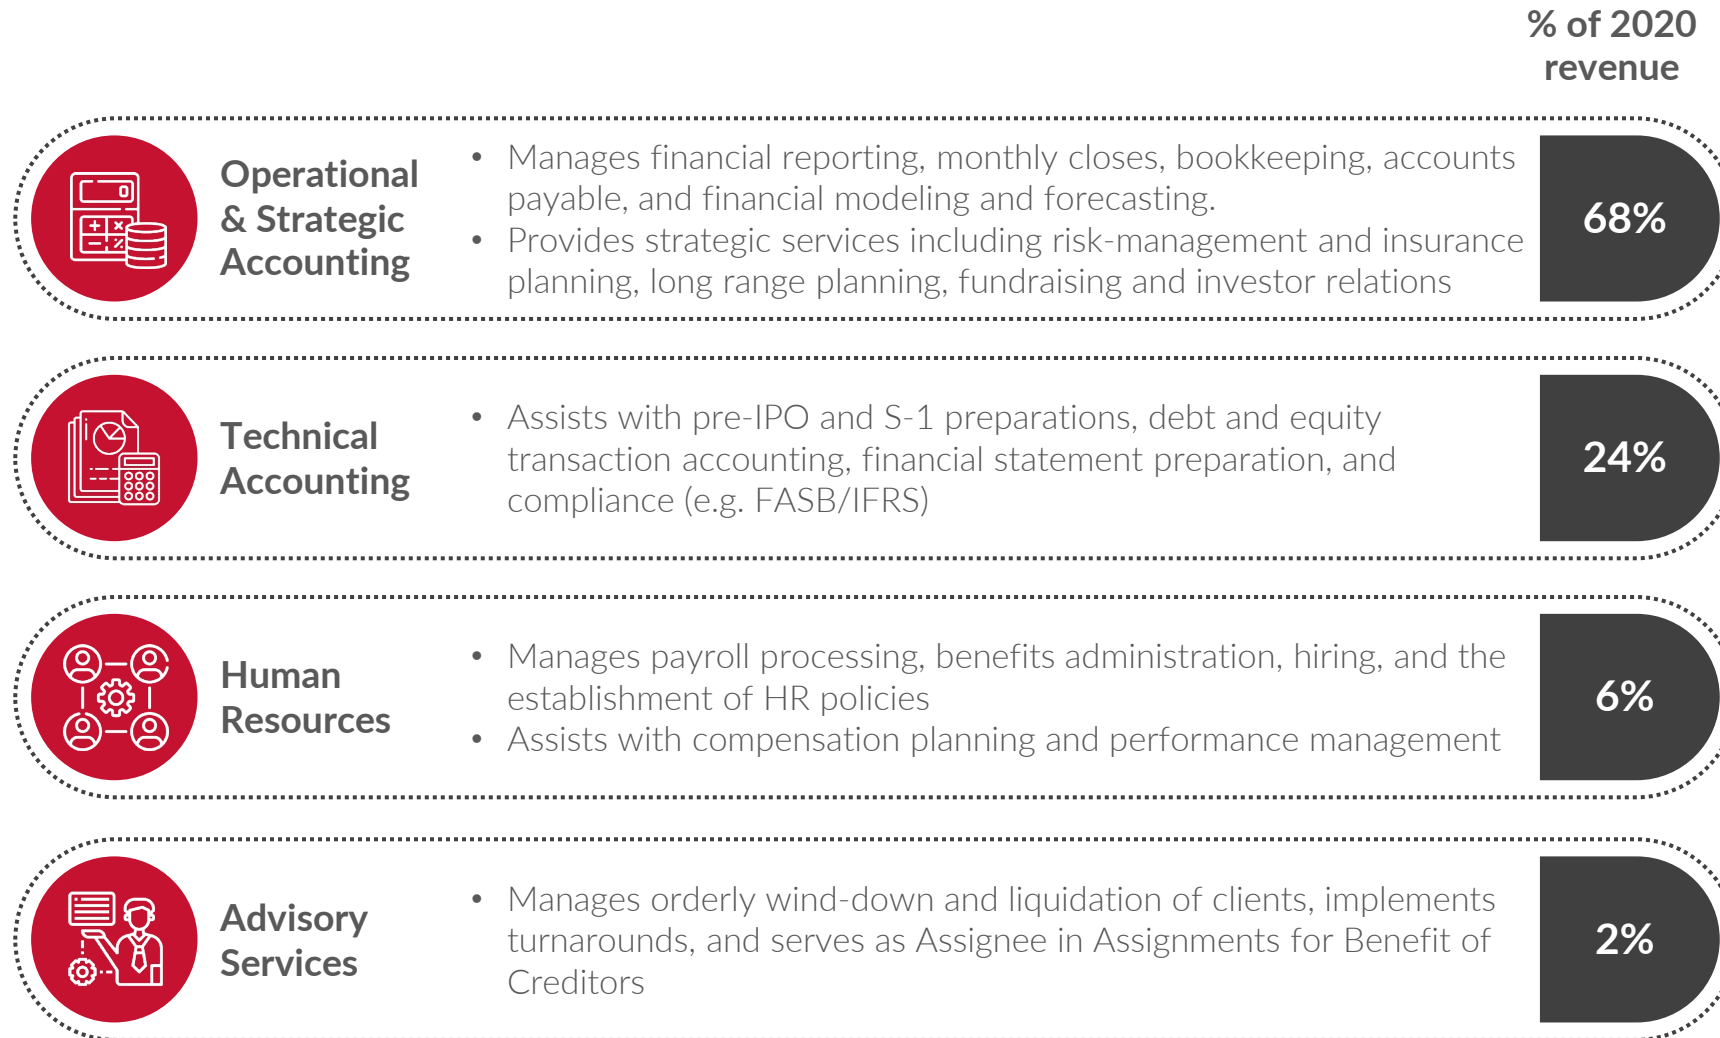 % of 2020
revenue
Operational
& Strategic
Accounting
• Manages financial reporting, monthly closes, bookkeeping, accounts
payable, and financial modeling and forecasting.
• Provides strategic services including risk-management and insurance
planning, long range planning, fundraising and investor relations
68%
Technical
Accounting
• Assists with pre-IPO and S-1 preparations, debt and equity
transaction accounting, financial statement preparation, and
compliance (e.g. FASB/IFRS)
24%
Human
Resources
• Manages payroll processing, benefits administration, hiring, and the
establishment of HR policies
• Assists with compensation planning and performance management
6%
Advisory
Services
• Manages orderly wind-down and liquidation of clients, implements
turnarounds, and serves as Assignee in Assignments for Benefit of
Creditors
2%